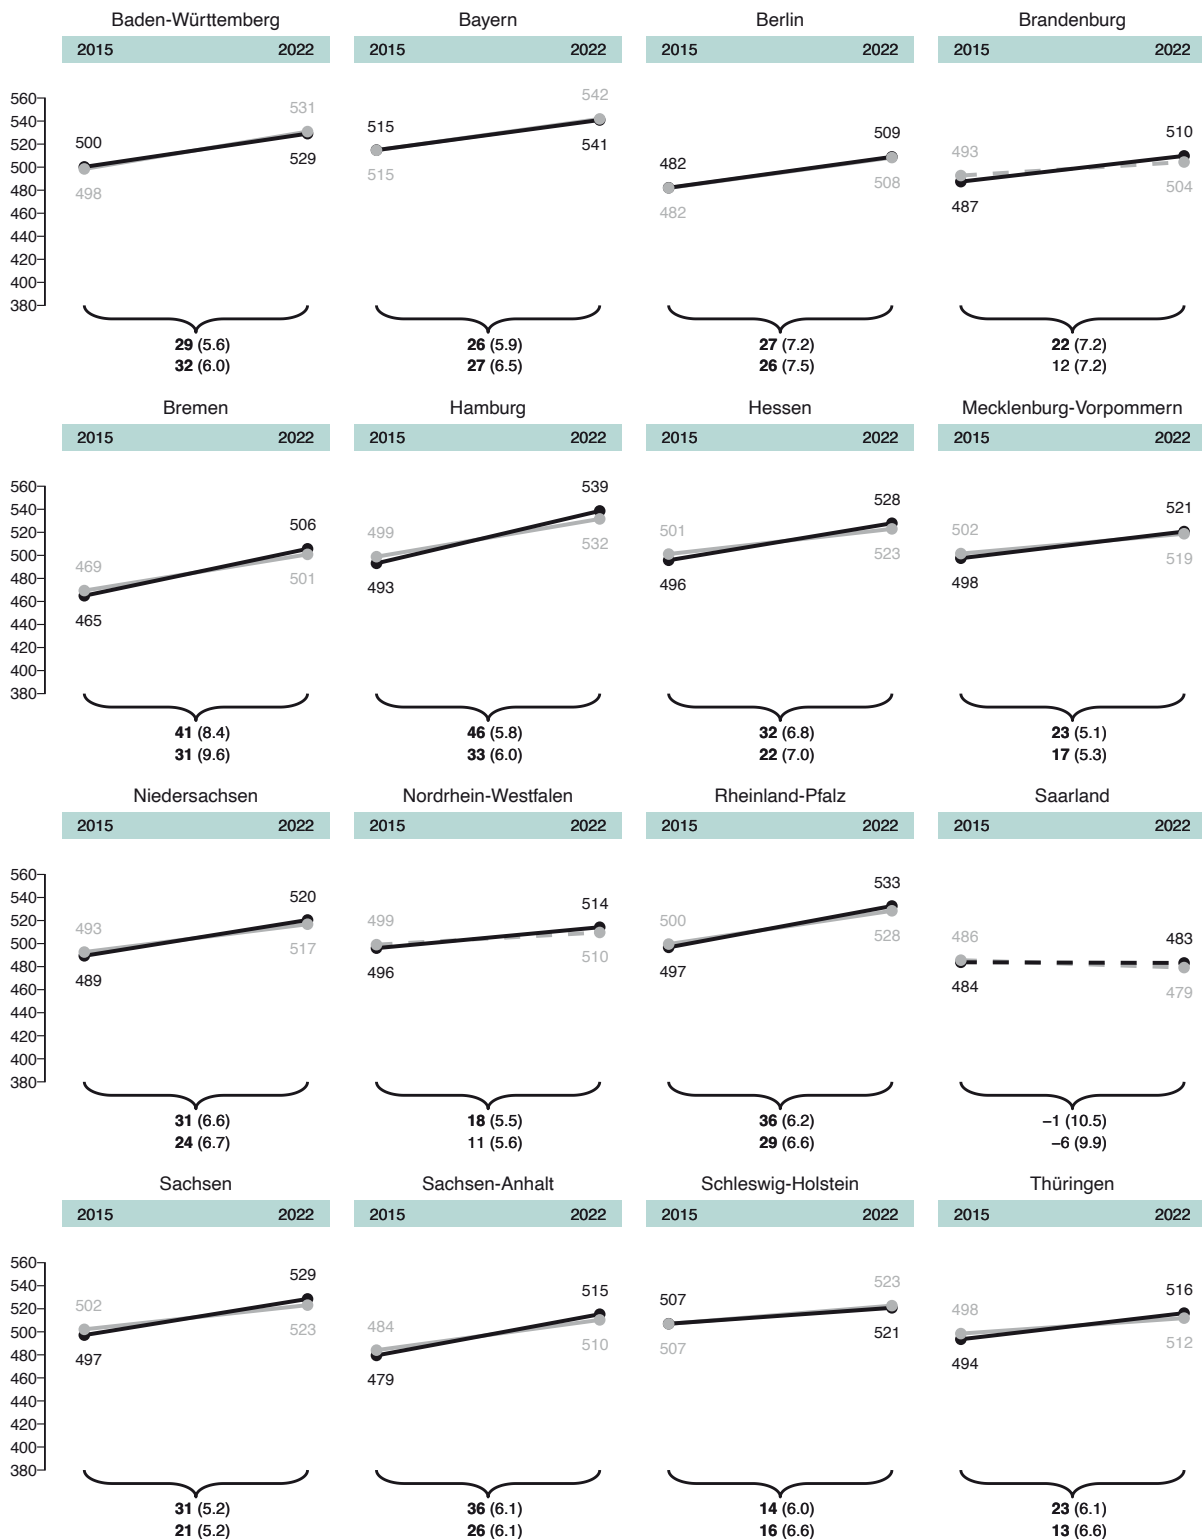 Baden-Württemberg Bayern Berlin Brandenburg
2015 2022 2015 2022 2015 2022 2015 2022
560
540
520
500
480
460
440
420
400
380
500 498 531 529
515 515 542 541
482 482 509 508
493 487 510 504
29 (5.6) 26 (5.9) 27 (7.2) 22 (7.2)
32 (6.0) 27 (6.5) 26 (7.5) 12 (7.2)
Bremen Hamburg Hessen Mecklenburg-Vorpommern
2015 2022 2015 2022 2015 2022 2015 2022
560
540
520
500
480
460
440
420
400
380
469 465 506 501
499 493 539 532
501 496 528 523
502 498 521 519
41 (8.4) 46 (5.8) 32 (6.8) 23 (5.1)
31 (9.6) 33 (6.0) 22 (7.0) 17 (5.3)
Niedersachsen Nordrhein-Westfalen Rheinland-Pfalz Saarland
2015 2022 2015 2022 2015 2022 2015 2022
560
540
520
500
480
460
440
420
400
380
493 489 520 517
499 496 514 510
500 497 533 528
486 484 483 479
31 (6.6) 18 (5.5) 36 (6.2) −1 (10.5)
24 (6.7) 11 (5.6) 29 (6.6) −6 (9.9)
Sachsen Sachsen-Anhalt Schleswig-Holstein Thüringen
2015 2022 2015 2022 2015 2022 2015 2022
560
540
520
500
480
460
440
420
400
380
502 497 529 523
484 479 515 510
507 507 523 521
498 494 516 512
31 (5.2) 36 (6.1) 14 (6.0) 23 (6.1)
21 (5.2) 26 (6.1) 16 (6.6) 13 (6.6)